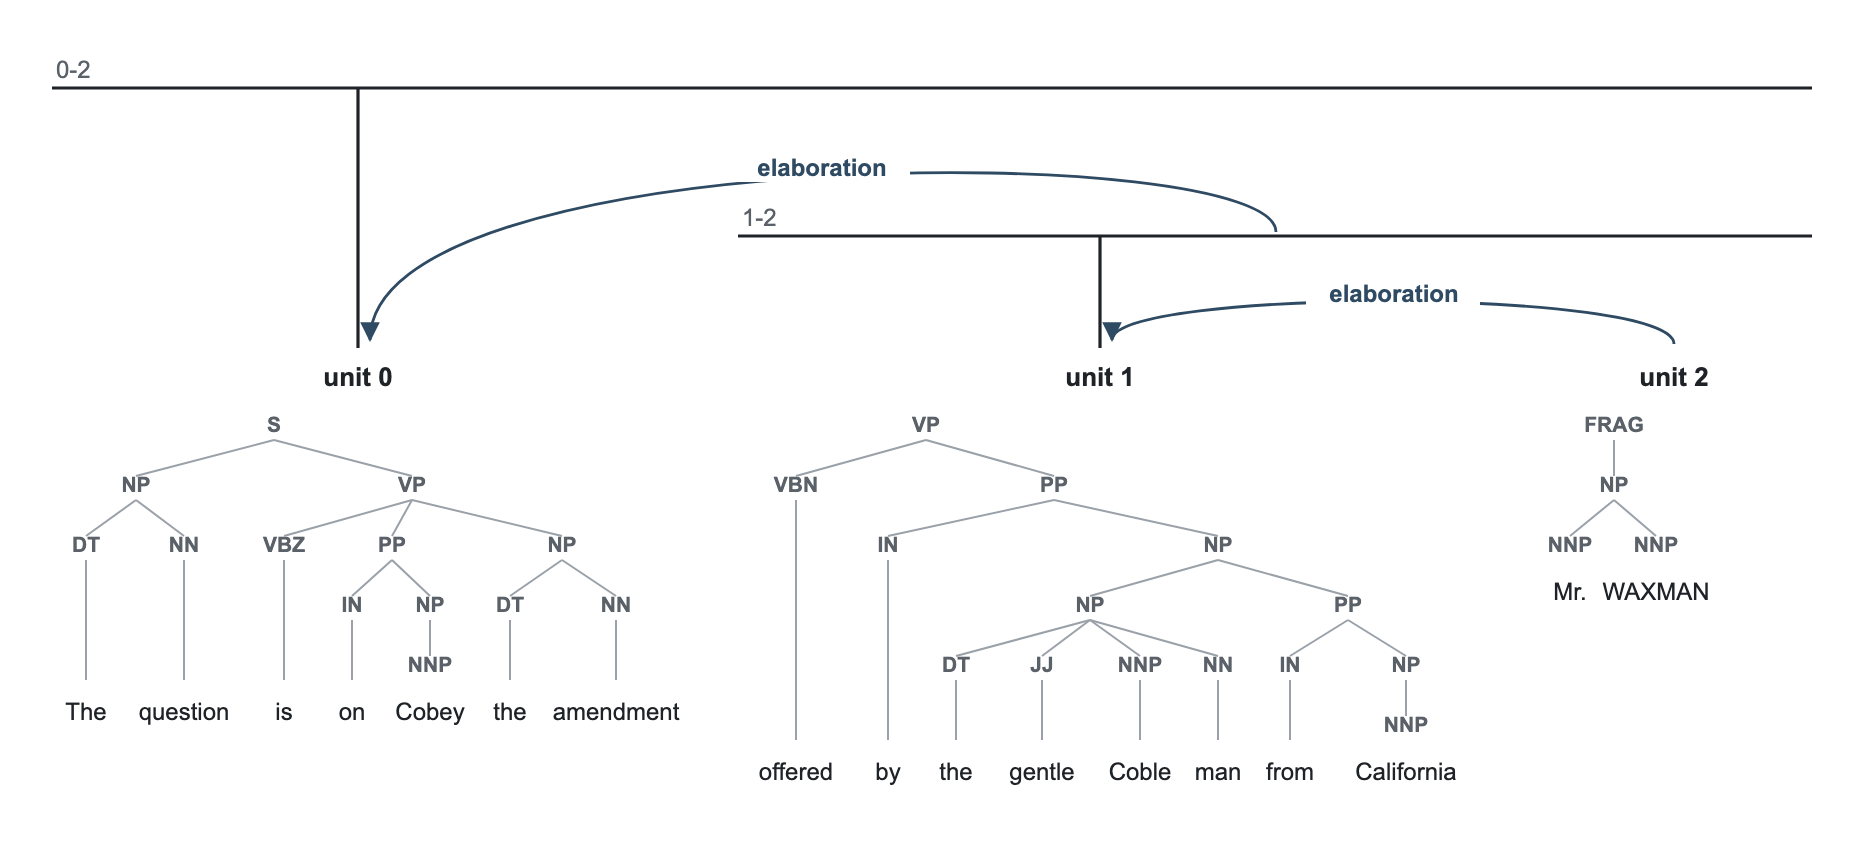 0-2
elaboration
1-2
elaboration
unit 0 unit 1 unit 2
S VP FRAG
NP VP VBN PP NP
DT NN VBZ PP NP IN NP NNP NNP
Mr. WAXMAN
IN NP DT NN NP PP
NNP DT JJ NNP NN IN NP
The question is on Cobey the amendment
NNP
offered by the gentle Coble man from California